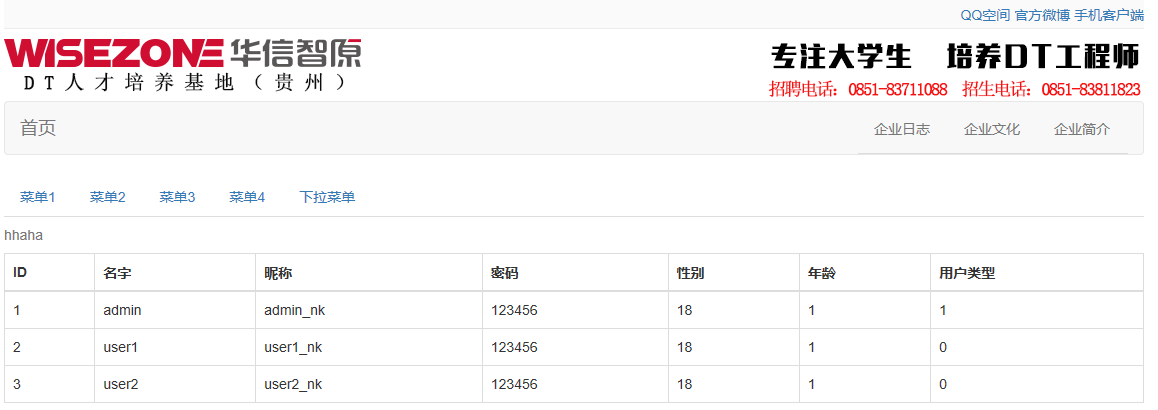 QQ空间 官方微博 手机客户端
WISEZONE 华信智原
DT人才培养基地（贵州）
专注大学生 培养DT工程师
招聘电话：0851-83711088 招生电话：0851-83811823
首页 企业日志 企业文化 企业简介
菜单1 菜单2 菜单3 菜单4 下拉菜单
hhaha
ID 名字 昵称 密码 性别 年龄 用户类型
1 admin admin_nk 123456 18 1 1
2 user1 user1_nk 123456 18 1 0
3 user2 user2_nk 123456 18 1 0